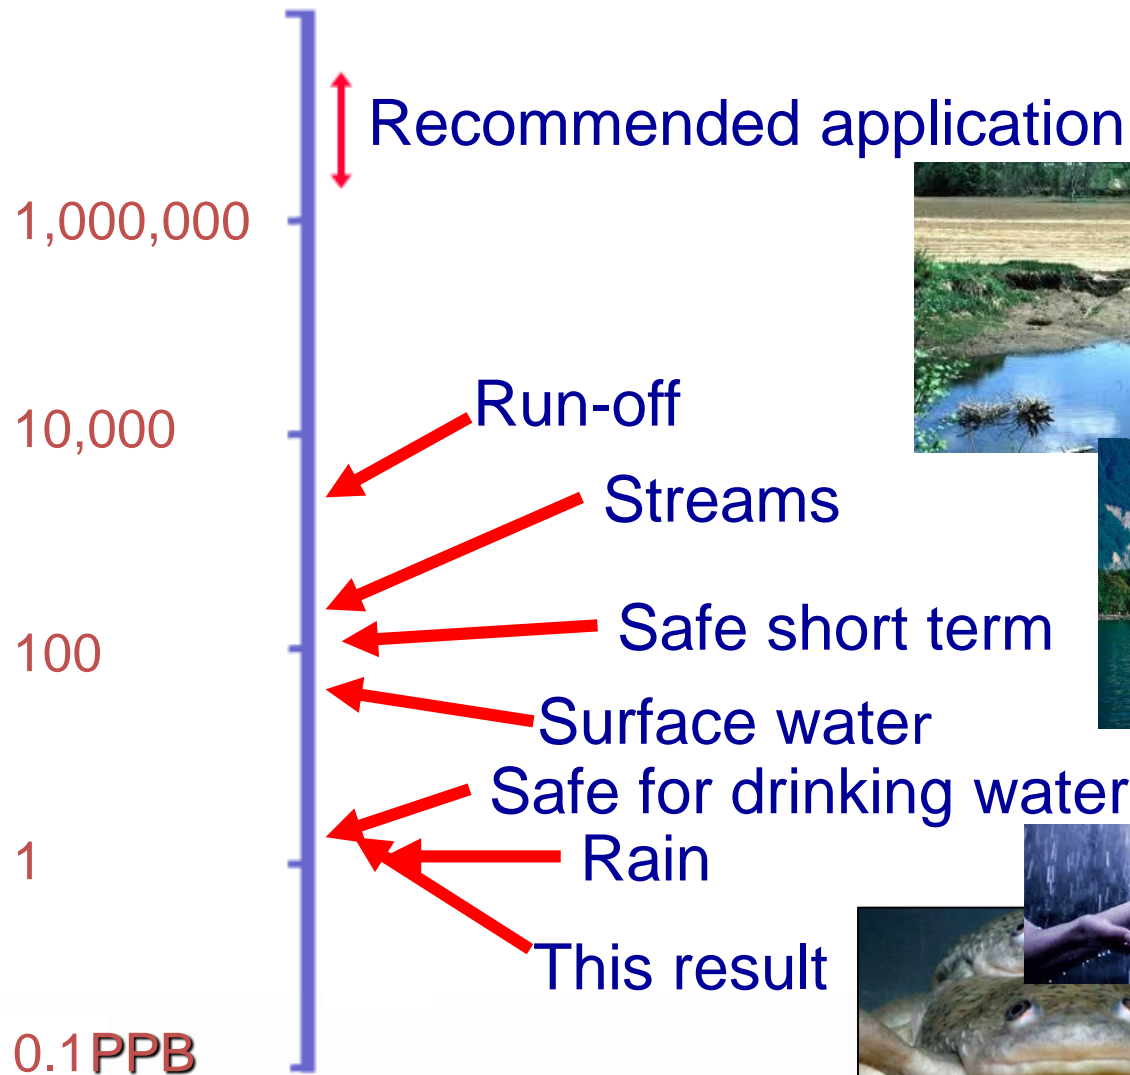 Recommended application
1,000,000
Run-off
10,000
Streams
Safe short term
100
Surface water
Safe for drinking water
Rain
1
This result
0.1PPB